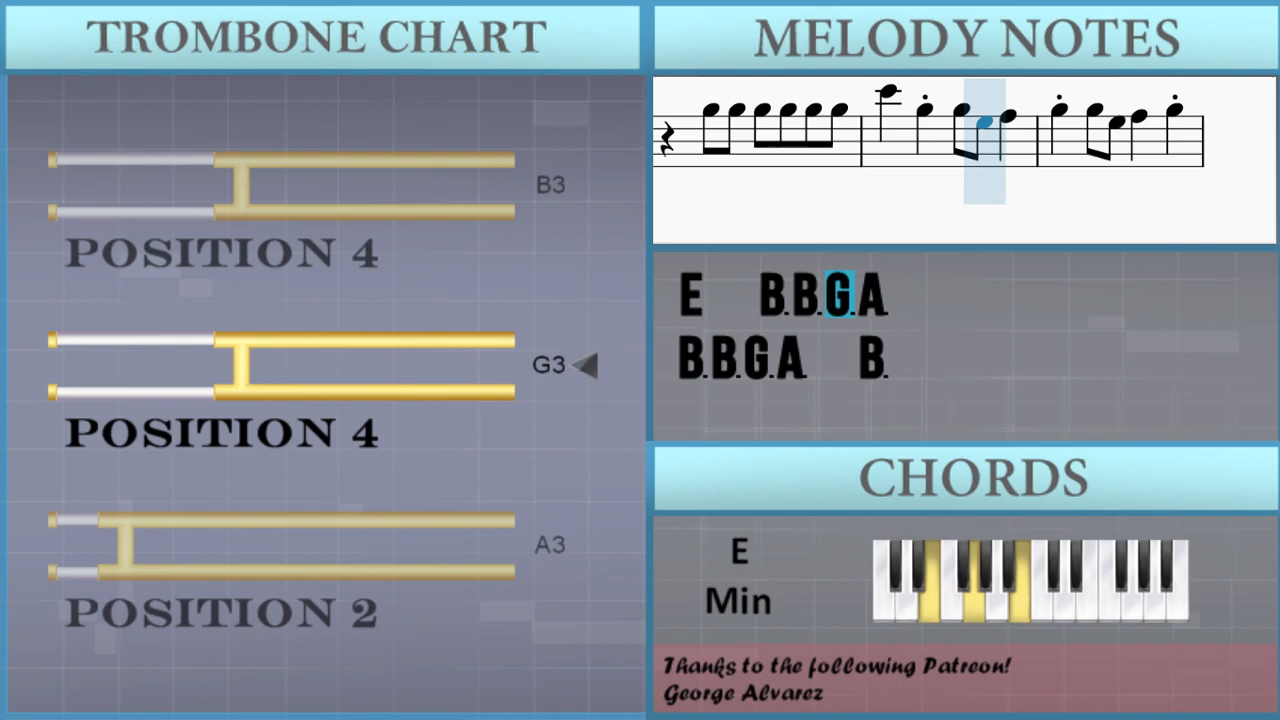 TROMBONE CHART
B3
POSITION 4
G3
POSITION 4
A3
POSITION 2
MELODY NOTES
E B.B.G.A.
B.B.G.A. B.
CHORDS
E
Min
Thanks to the following Patreon!
George Alvarez